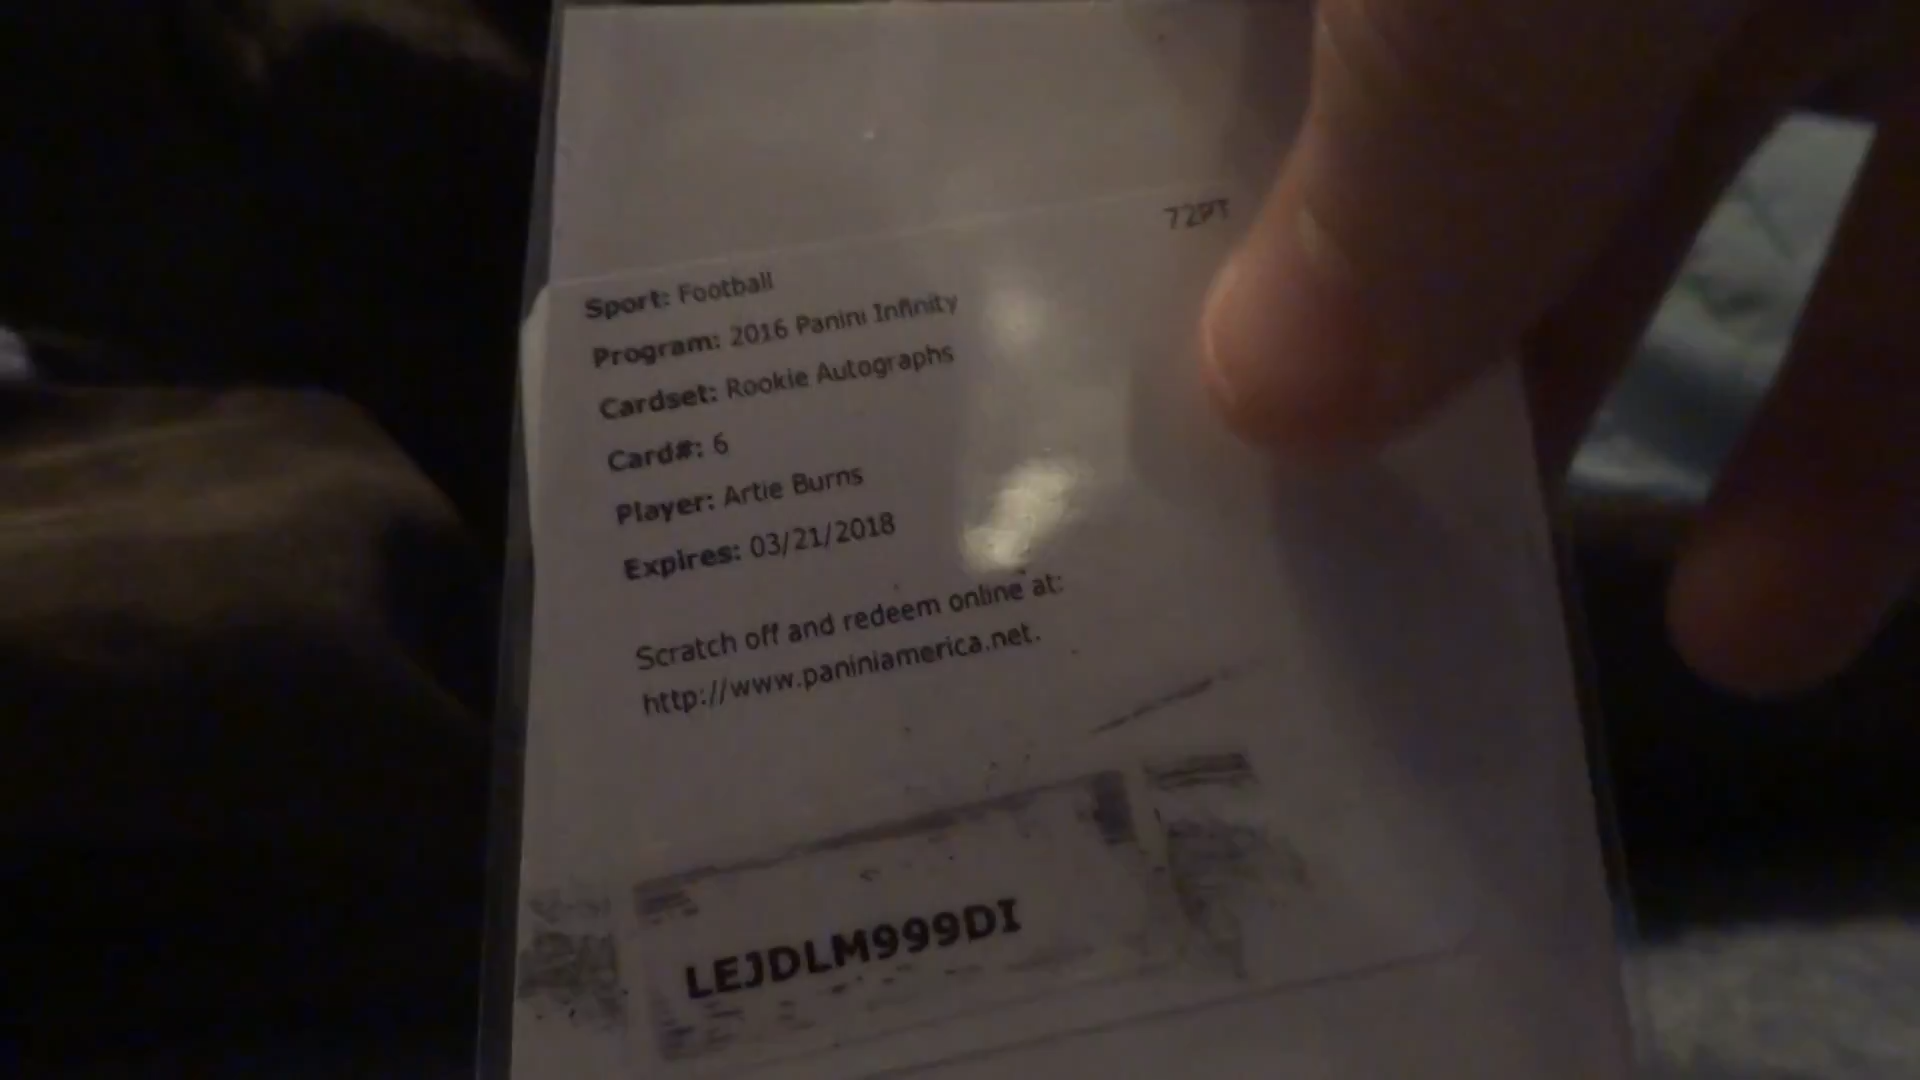 72PT
Sport: Football
Program: 2016 Panini Infinity
Cardset: Rookie Autographs
Card#: 6
Player: Artie Burns
Expires: 03/21/2018
Scratch off and redeem online at:
http://www.paniniamerica.net.
LEJDLM999DI